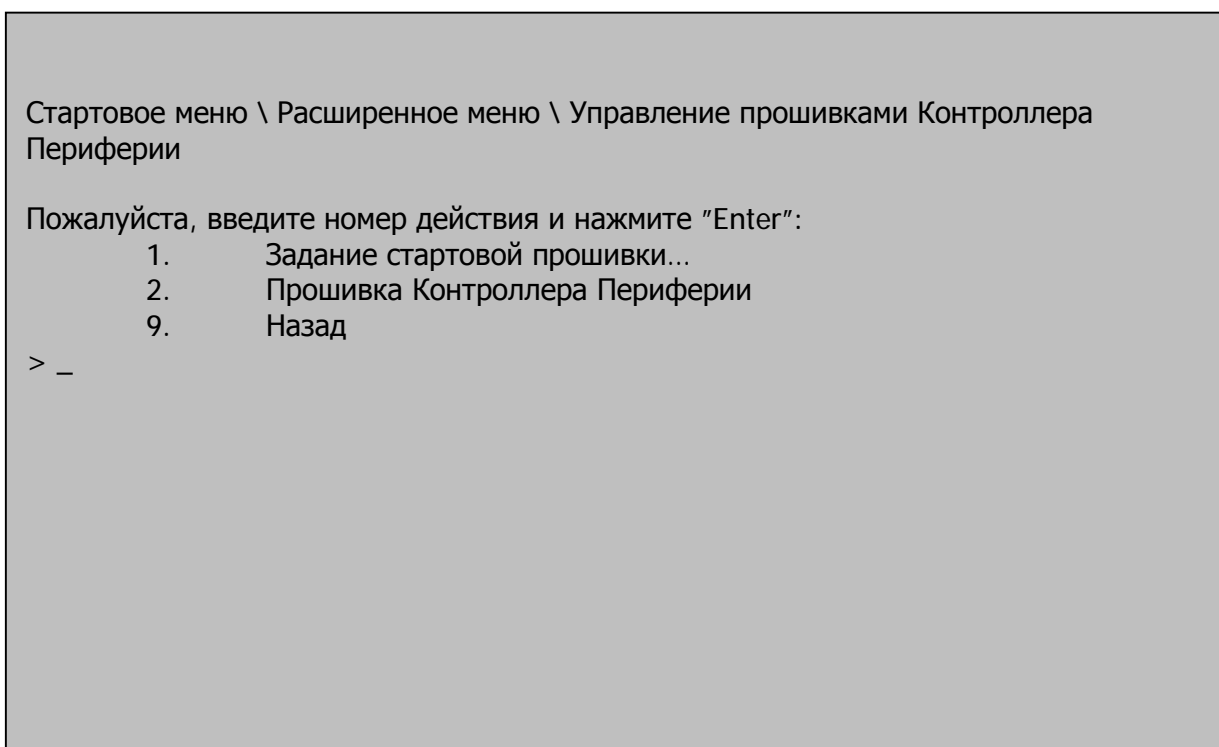 Стартовое меню \ Расширенное меню \ Управление прошивками Контроллера
Периферии
Пожалуйста, введите номер действия и нажмите "Enter":
1. Задание стартовой прошивки...
2. Прошивка Контроллера Периферии
9. Назад
> _